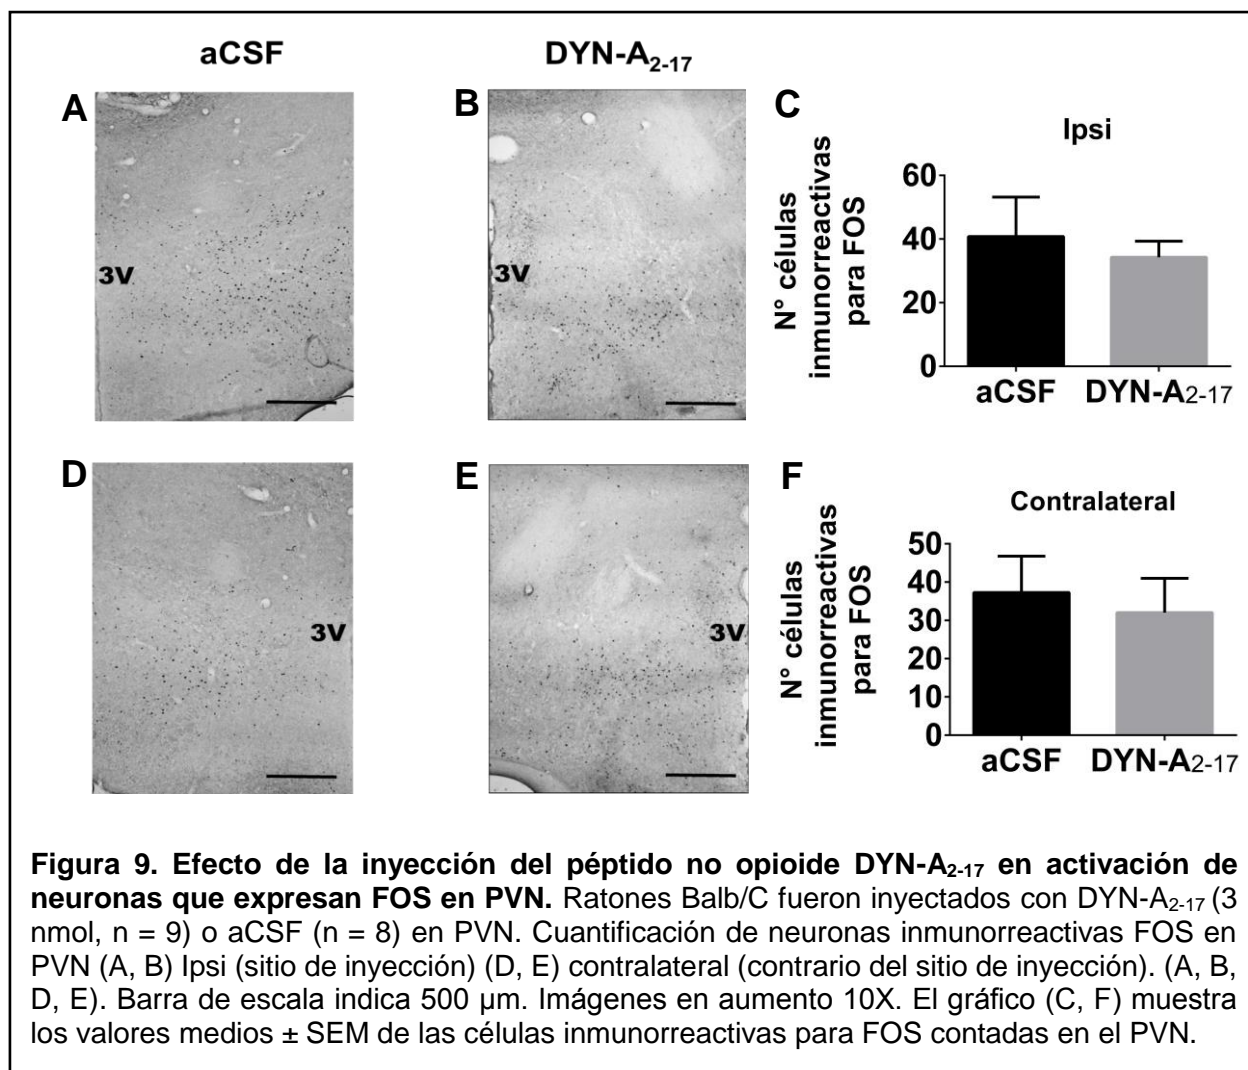 aCSF
DYN-A2-17
A
B
C
Ipsi
N° células
inmunorreactivas
para FOS
60
40
20
0
aCSF DYN-A2-17
3V
3V
D
E
F
Contralateral
N° células
inmunorreactivas
para FOS
50
40
30
20
10
0
aCSF DYN-A2-17
3V
3V
Figura 9. Efecto de la inyección del péptido no opioide DYN-A2-17 en activación de
neuronas que expresan FOS en PVN. Ratones Balb/C fueron inyectados con DYN-A2-17 (3
nmol, n = 9) o aCSF (n = 8) en PVN. Cuantificación de neuronas inmunorreactivas FOS en
PVN (A, B) Ipsi (sitio de inyección) (D, E) contralateral (contrario del sitio de inyección). (A, B,
D, E). Barra de escala indica 500 µm. Imágenes en aumento 10X. El gráfico (C, F) muestra
los valores medios ± SEM de las células inmunorreactivas para FOS contadas en el PVN.